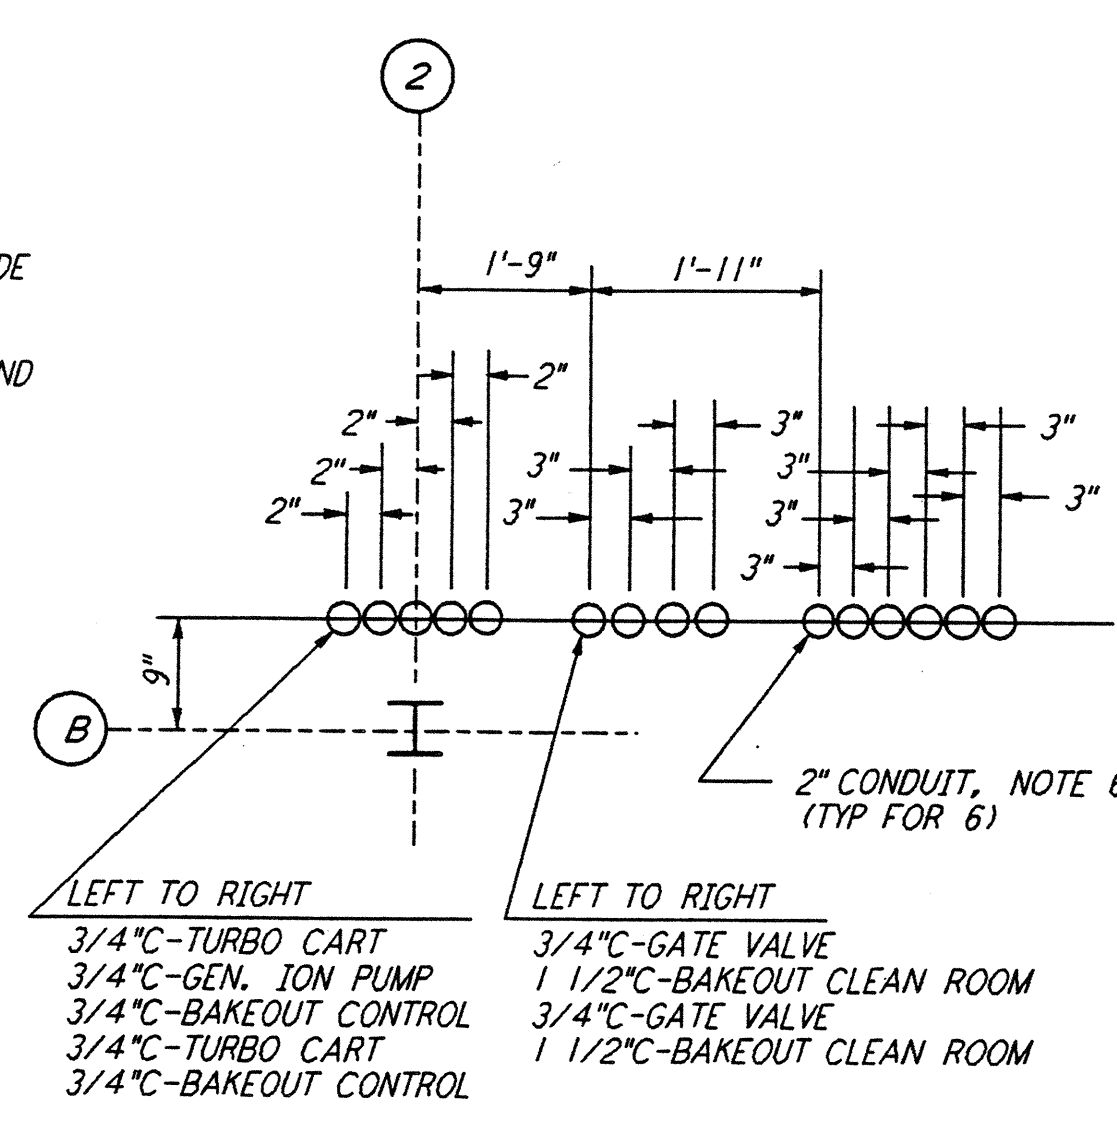 2
DE
1'-9"
1'-11"
ND
2"
2"
3"
3"
2"
3"
3"
2"
3"
3"
3"
3"
9"
B
2" CONDUIT, NOTE
(TYP FOR 6)
LEFT TO RIGHT
3/4"C-TURBO CART
3/4"C-GEN. ION PUMP
3/4"C-BAKEOUT CONTROL
3/4"C-TURBO CART
3/4"C-BAKEOUT CONTROL
LEFT TO RIGHT
3/4"C-GATE VALVE
1 1/2"C-BAKEOUT CLEAN ROOM
3/4"C-GATE VALVE
1 1/2"C-BAKEOUT CLEAN ROOM